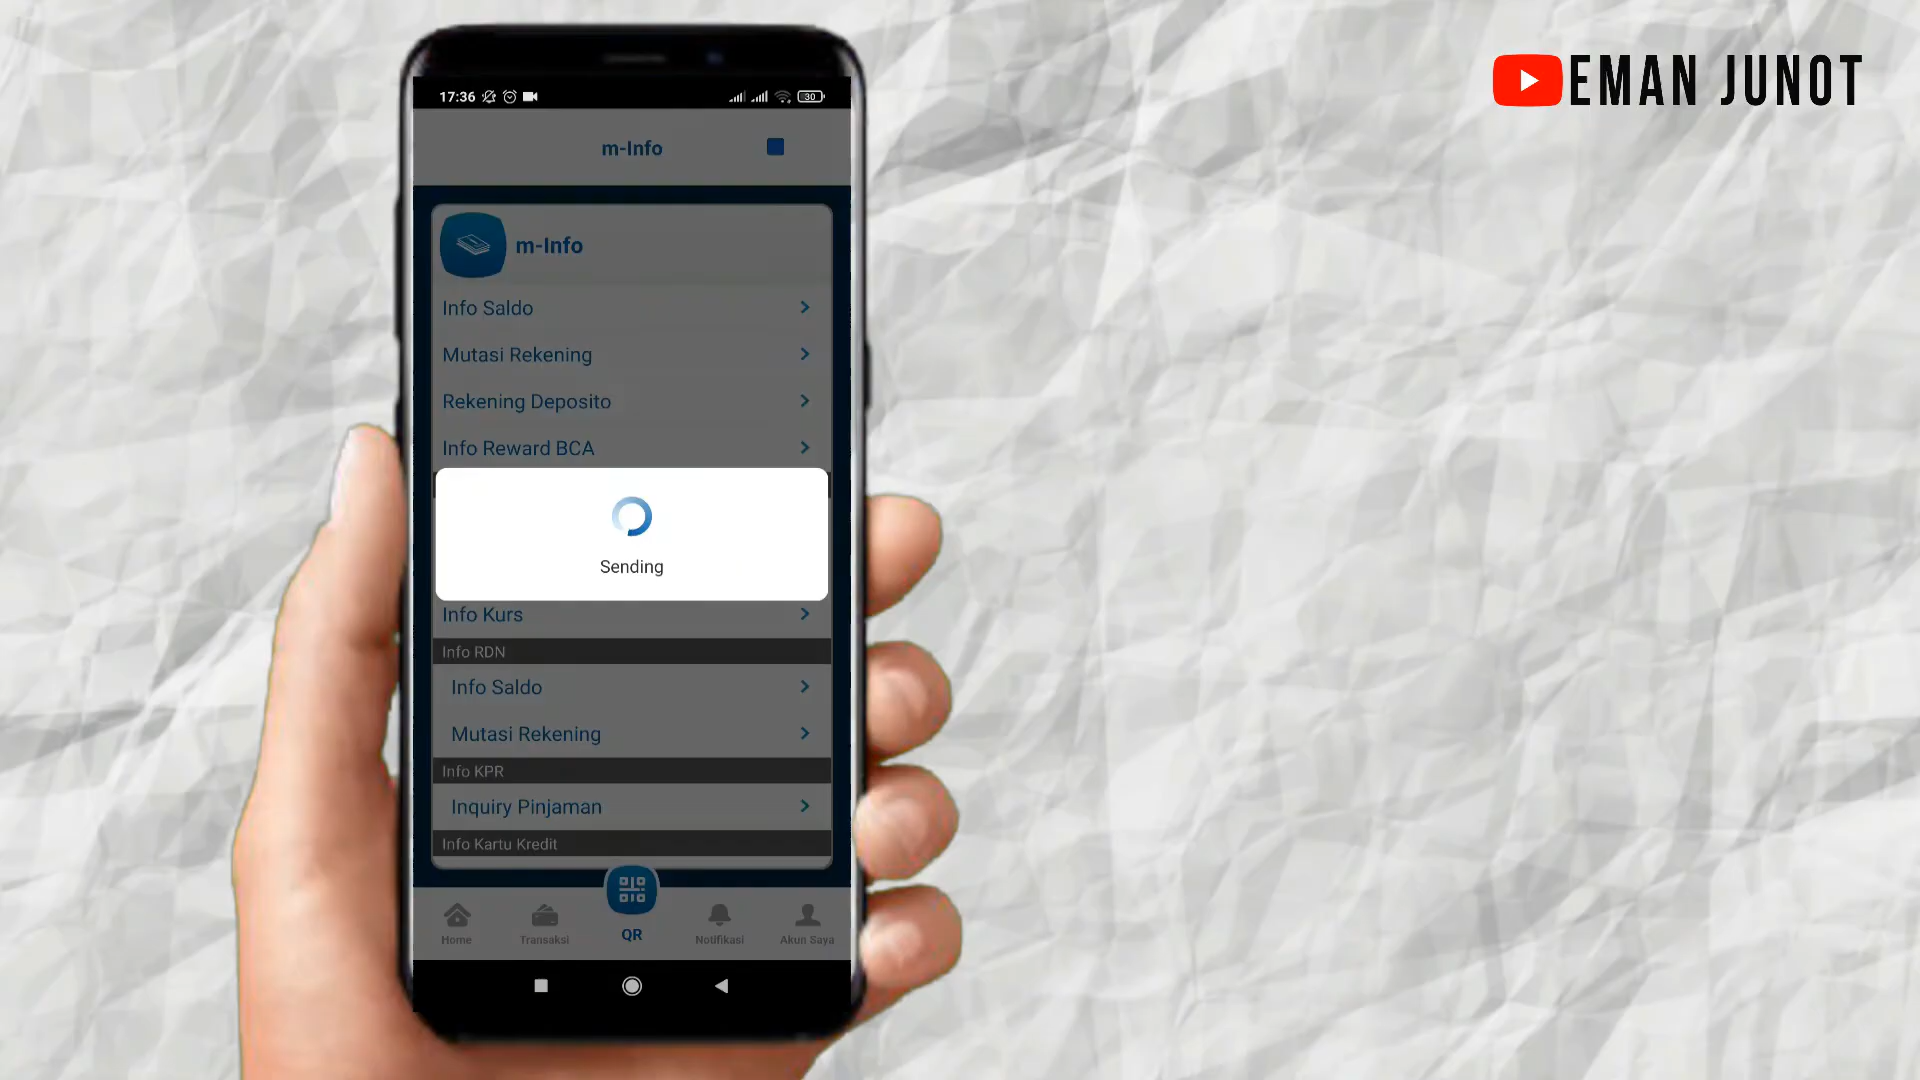 EMAN JUNOT
17:36
30
m-Info
m-Info
Info Saldo
Mutasi Rekening
Rekening Deposito
Info Reward BCA
Sending
Info Kurs
Info RDN
Info Saldo
Mutasi Rekening
Info KPR
Inquiry Pinjaman
Info Kartu Kredit
Home
Transaksi
QR
Notifikasi
Akun Saya